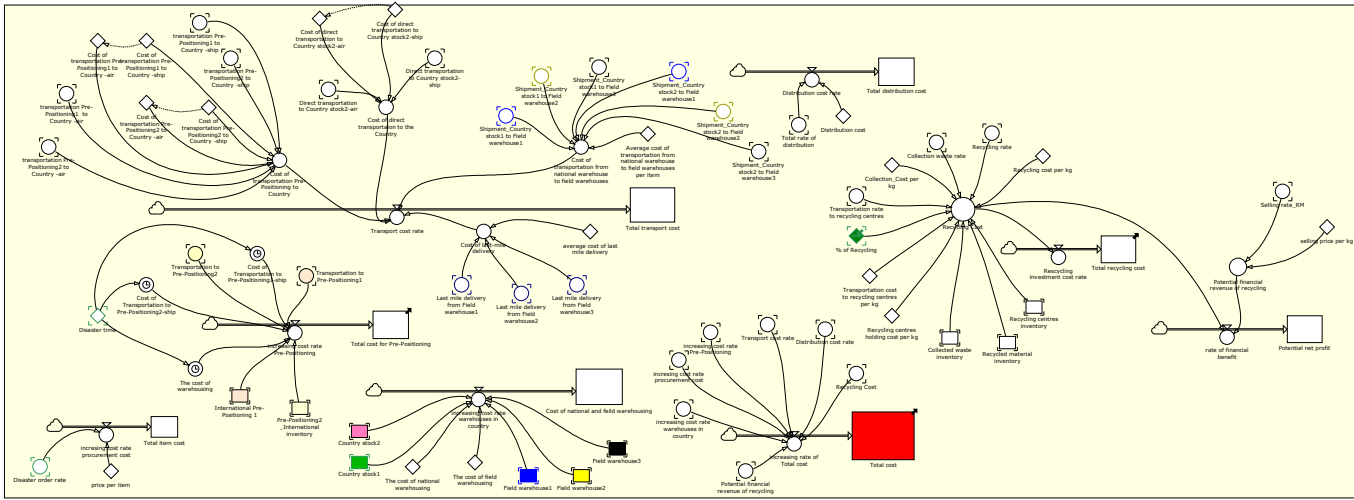 Cost of
transportation Pre-
Positioning1 to
Country -air
Cost of
transportation Pre-
Positioning1 to
Country -ship
transportation Pre-
Positioning1 to
Country -ship
transportation Pre-
Positioning2 to
Country -ship
transportation Pre-
Positioning1 to
Country -air
Cost of
transportation Pre-
Positioning2 to
Country -air
Cost of
transportation Pre-
Positioning2 to
Country -ship
transportation Pre-
Positioning2 to
Country -air
Cost of
transportation Pre-
Positioning to
Country
Cost of direct
transportation to
Country stock2-air
Cost of direct
transportation to
Country stock2-ship
Direct transportation
to Country stock2-air
Direct transportation to
Country stock2-
ship
Cost of direct
transportation to the
Country
Shipment_Country
stock1 to Field
warehouse2
Shipment_Country
stock1 to Field
Shipment_Country
stock2 to Field
warehouse1
Shipment_Country
stock1 to Field
warehouse1
Shipment_Country
stock2 to Field
warehouse2
Shipment_Country
stock2 to Field
warehouse3
Cost of
transportation from
national warehouse
to field warehouses
Average cost of
transportation from
national warehouse
to field warehouses
per item
Total distribution cost
Distribution cost rate
Total rate of
distribution
Distribution cost
Transport cost rate
Total transport cost
Cost of last-mile
delivery
average cost of last
mile delivery
Last mile delivery
from Field
warehouse1
Last mile delivery
from Field
warehouse2
Last mile delivery
from Field
warehouse3
Collection waste rate
Recycling rate
Collection_Cost per
kg
Recycling cost per kg
Transportation rate
to recycling centres
% of Recycling
Recycling Cost
Transportation cost
to recycling centres
per kg
Recycling centres
holding cost per kg
Collected waste
inventory
Recycled material
inventory
Recycling centres
inventory
Recycling
investment cost rate
Total recycling cost
Selling rate_RM
selling price per kg
Potential financial
revenue of recycling
rate of financial
benefit
Potential net profit
Transportation to
Pre-Positioning2
Cost of
Transportation to
Pre-Positioning1-ship
Transportation to
Pre-Positioning1
Cost of
Transportation to
Pre-Positioning2-ship
Disaster time
increasing cost rate
Pre-Positioning
Total cost for Pre-Positioning
The cost of
warehousing
International Pre-
Positioning 1
Pre-Positioning2
_International
inventory
Total item cost
incresing cost rate
procurement cost
Disaster order rate
price per item
Cost of national and feild warehousing
Increasing cost rate
warehouses in
country
Country stock2
Country stock1
The cost of national
warehousing
The cost of field
warehousing
Field warehouse1
Field warehouse2
Field warehouse3
increasing cost rate
Pre-Positioning
Transport cost rate
Distribution cost rate
incresing cost rate
procurement cost
Recycling Cost
increasing cost rate
warehouses in
country
Increasing rate of
Total cost
Total cost
Potential financial
revenue of recycling